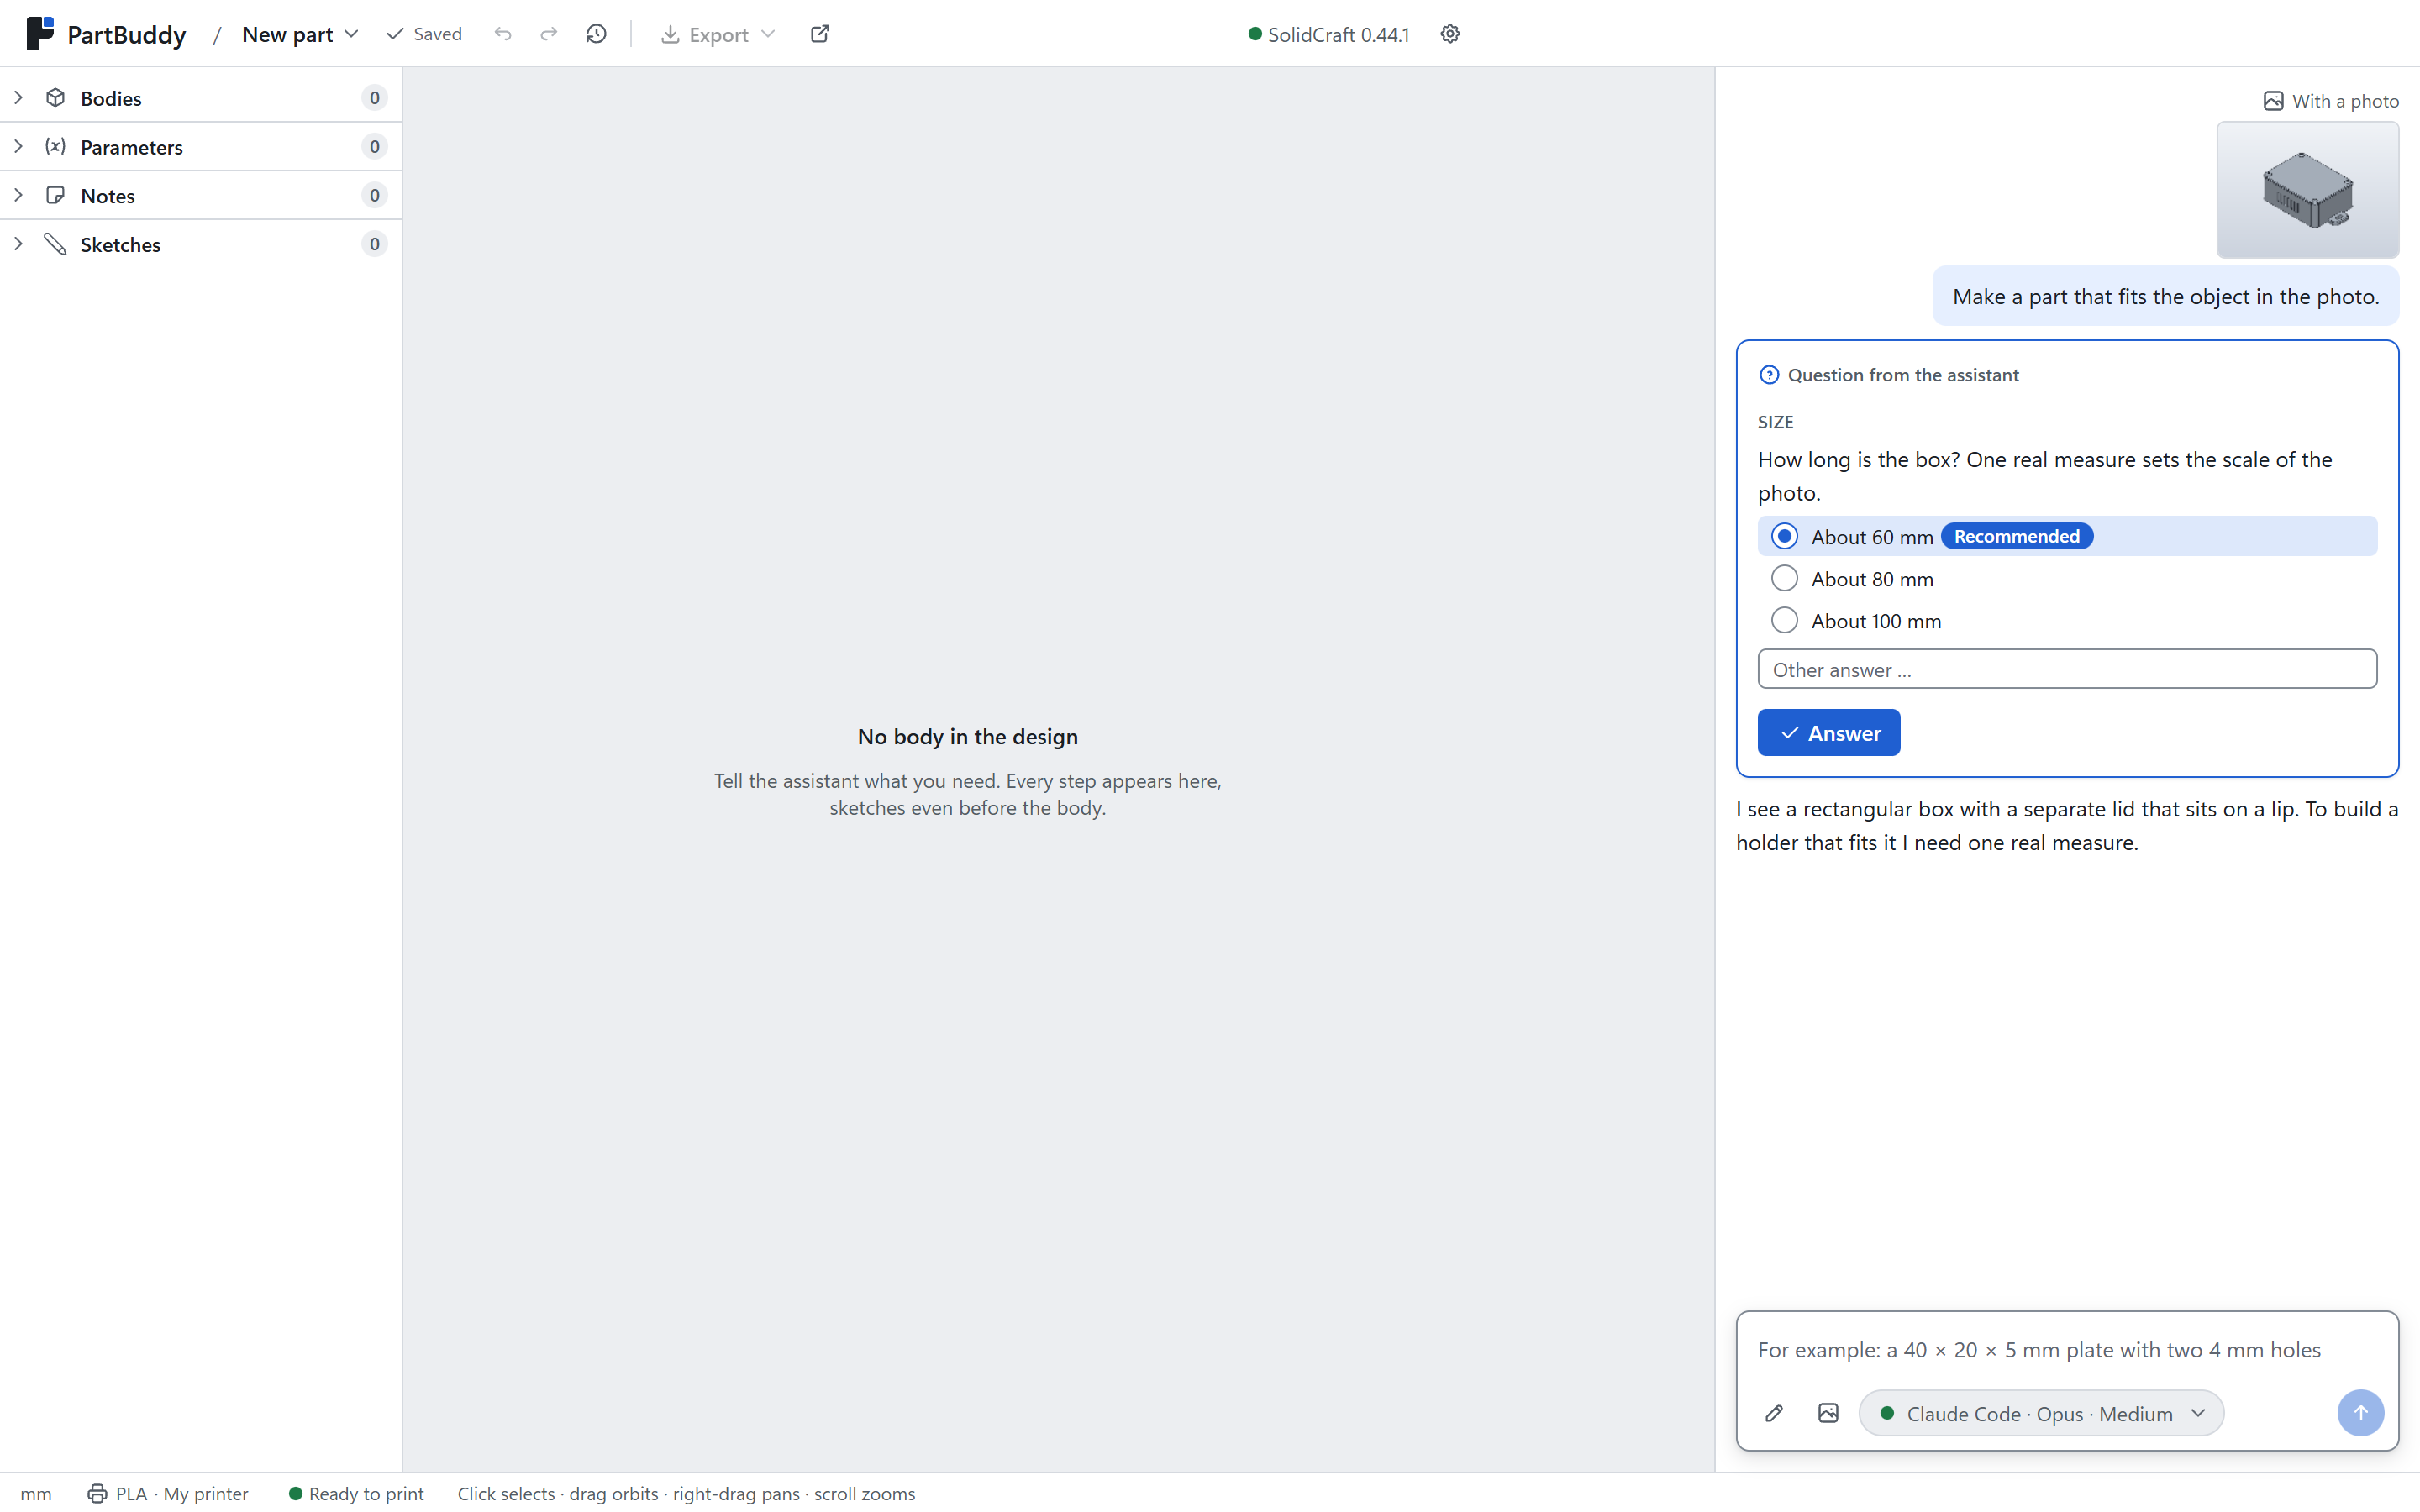 PartBuddy / New part Saved Export SolidCraft 0.44.1
Bodies 0
Parameters 0
Notes 0
Sketches 0
No body in the design
Tell the assistant what you need. Every step appears here,
sketches even before the body.
With a photo
Make a part that fits the object in the photo.
Question from the assistant
SIZE
How long is the box? One real measure sets the scale of the
photo.
About 60 mm Recommended
About 80 mm
About 100 mm
Other answer ...
Answer
I see a rectangular box with a separate lid that sits on a lip. To build a
holder that fits it I need one real measure.
For example: a 40 × 20 × 5 mm plate with two 4 mm holes
Claude Code · Opus · Medium
mm PLA · My printer Ready to print Click selects · drag orbits · right-drag pans · scroll zooms